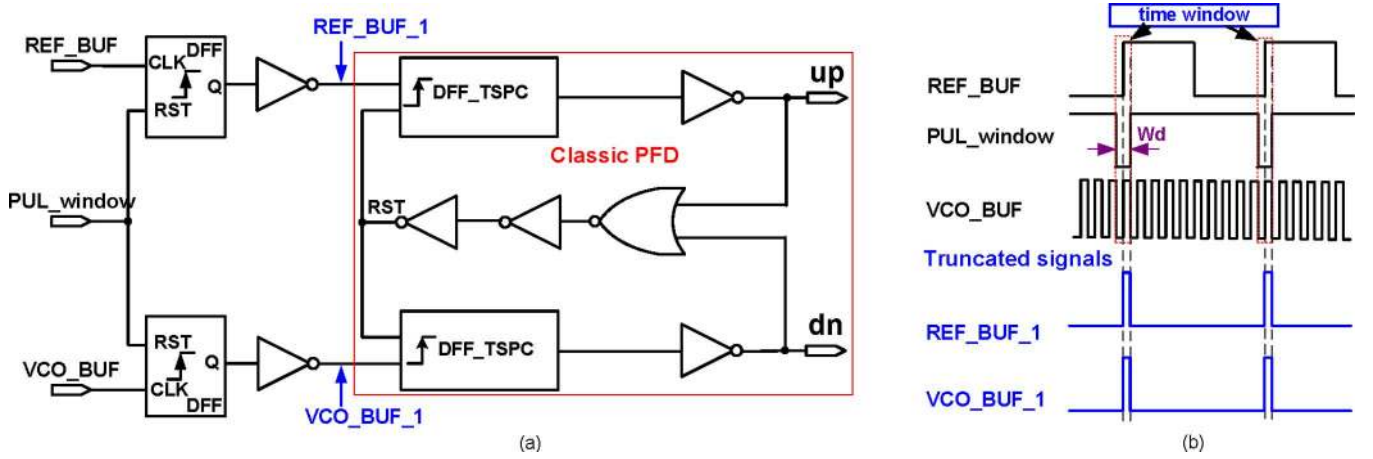 REF_BUF
DFF
CLK
Q
RST
REF_BUF_1
DFF_TSPC
up
Classic PFD
PUL_window
RST
RST
Q
CLK
DFF
VCO_BUF
DFF_TSPC
dn
VCO_BUF_1
(a)
time window
REF_BUF
PUL_window
Wd
VCO_BUF
Truncated signals
REF_BUF_1
VCO_BUF_1
(b)